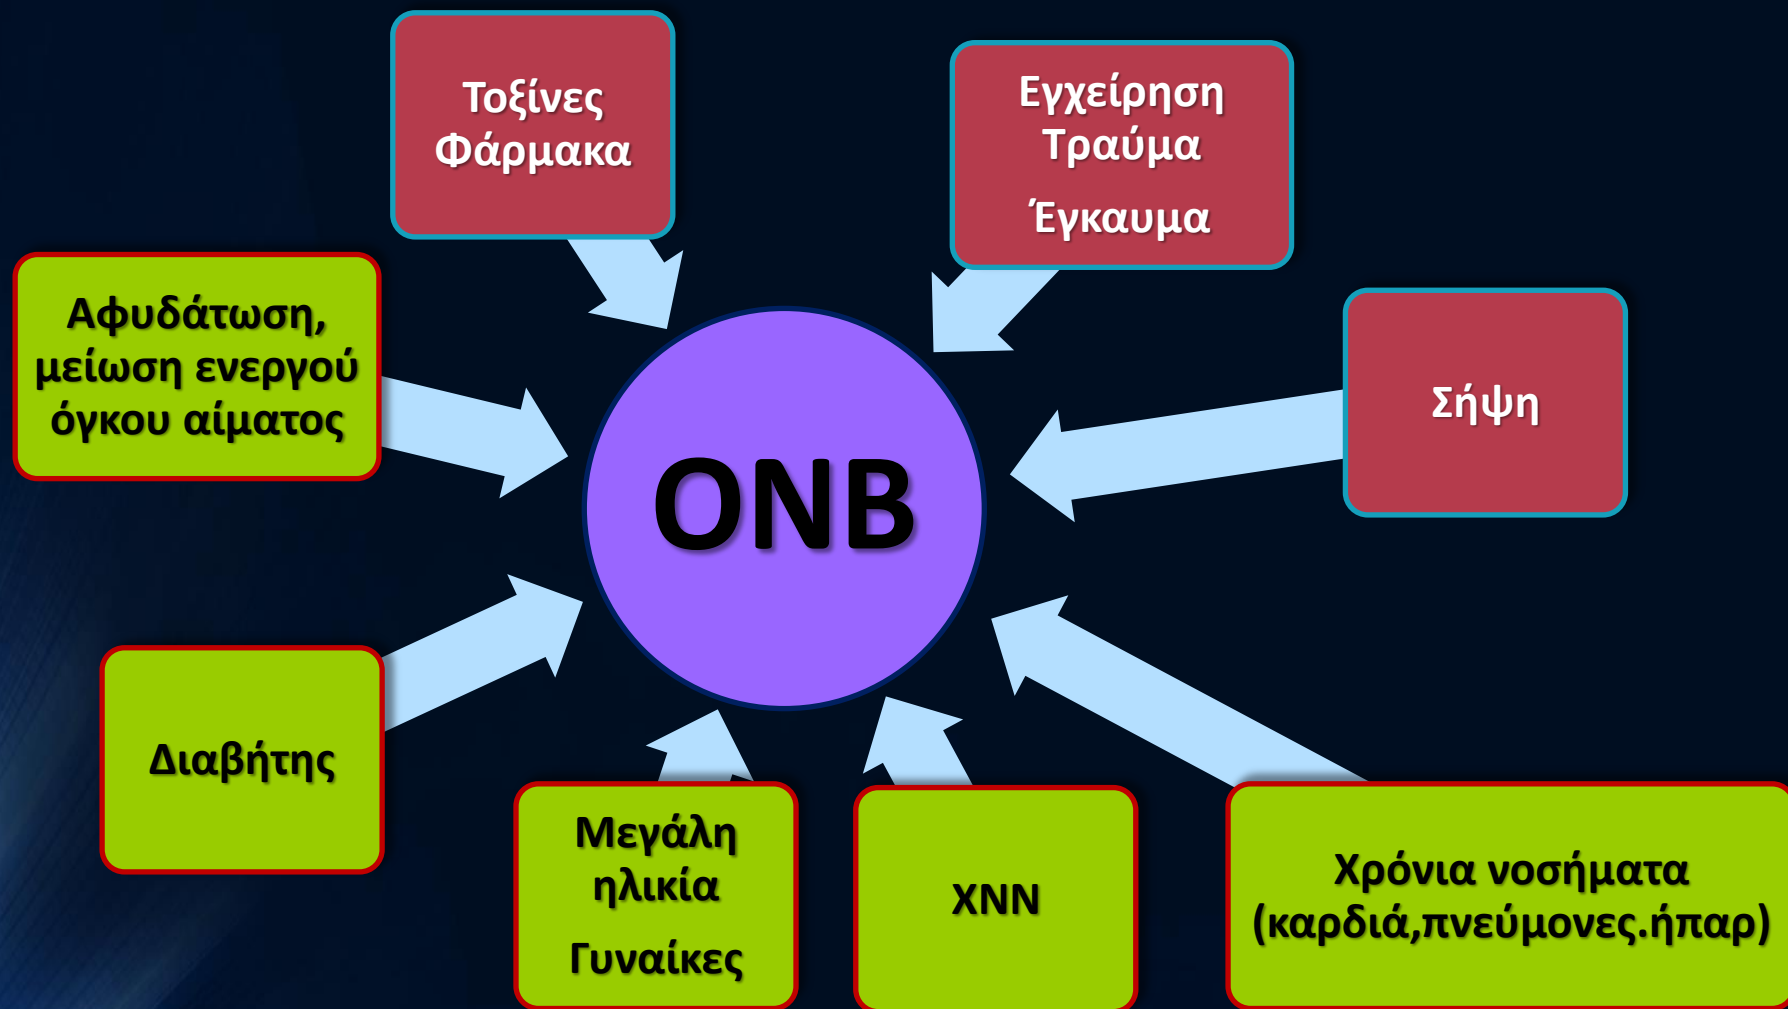 Τοξίνες
Φάρμακα
Εγχείρηση
Τραύμα
Έγκαυμα
Αφυδάτωση,
μείωση ενεργού
όγκου αίματος
Σήψη
ΟΝΒ
Διαβήτης
Μεγάλη
ηλικία
Γυναίκες
ΧΝΝ
Χρόνια νοσήματα
(καρδιά,πνεύμονες.ήπαρ)